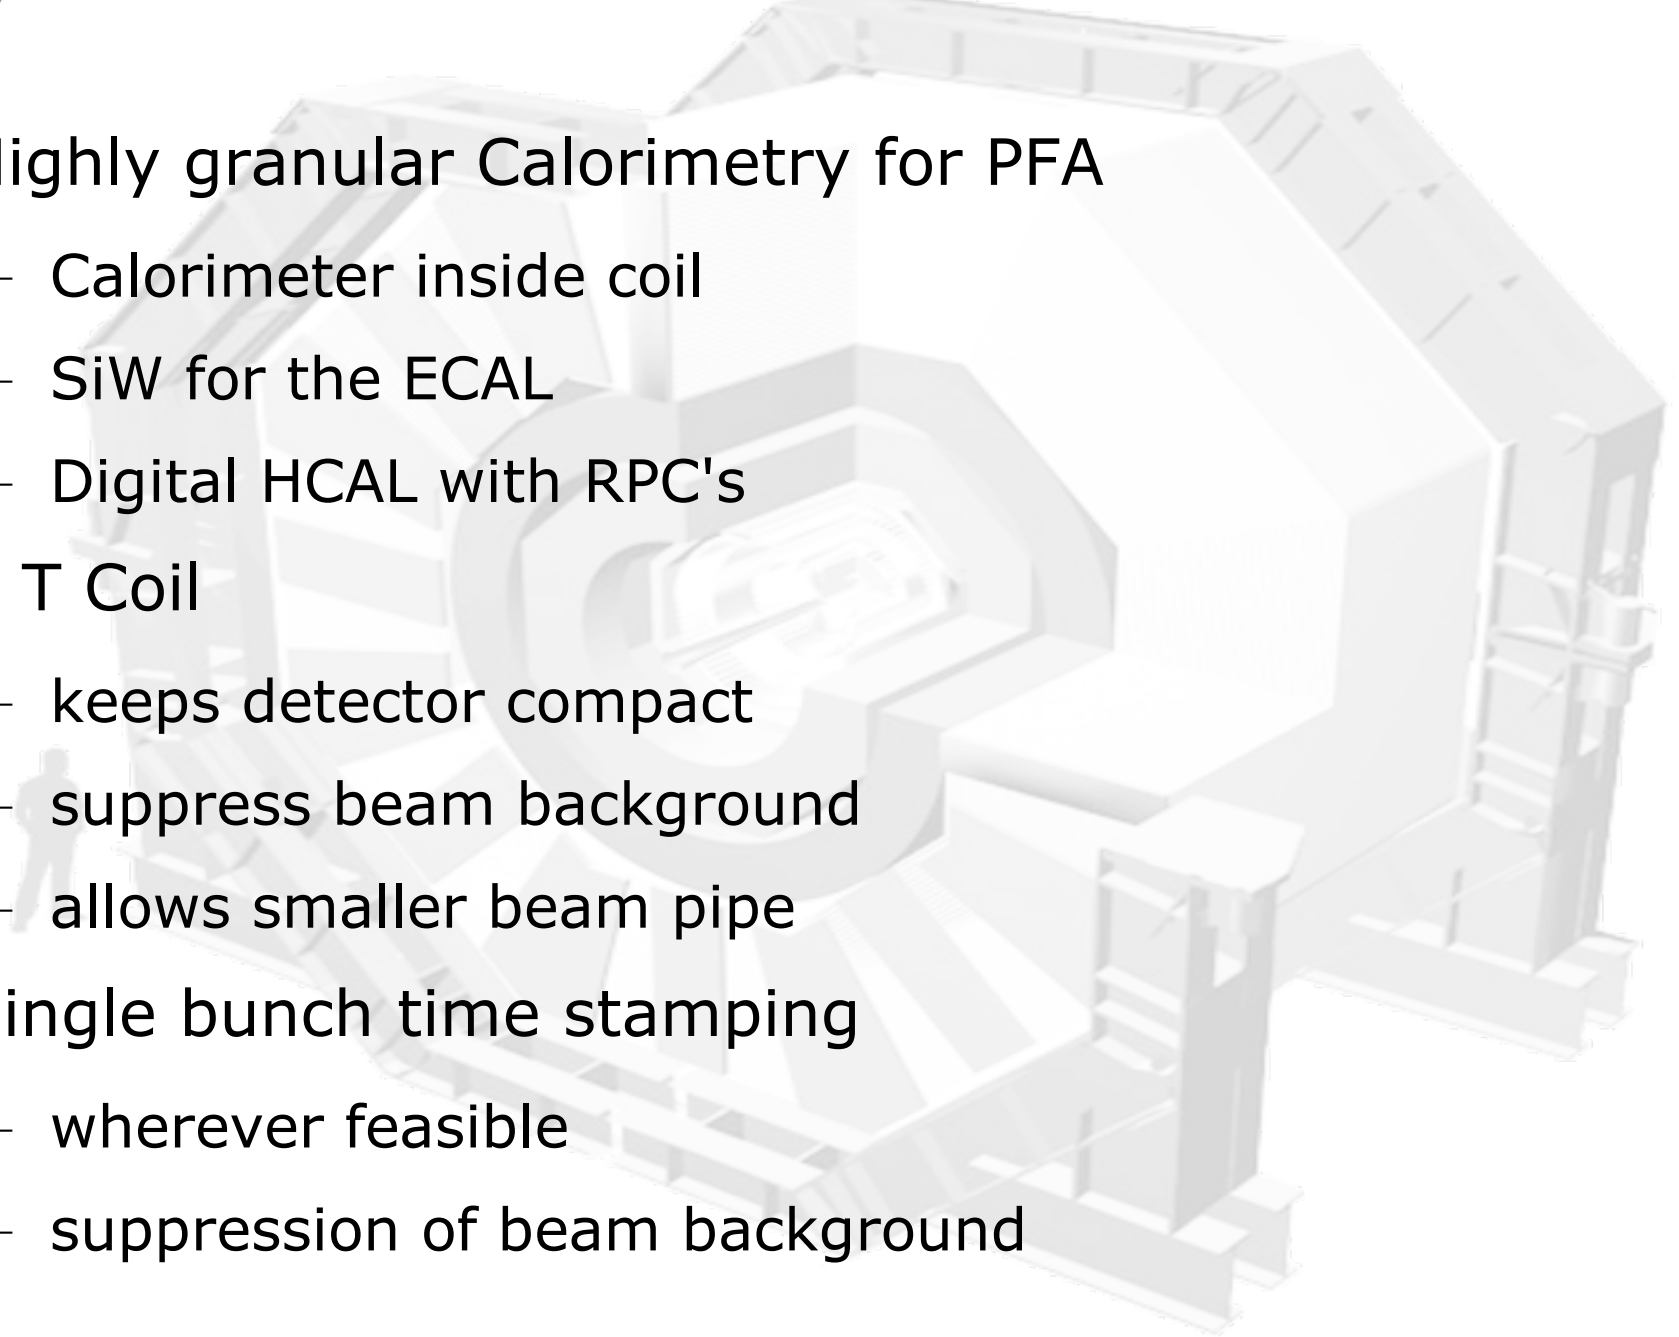 ighly granular Calorimetry for PFA
- Calorimeter inside coil
- SiW for the ECAL
- Digital HCAL with RPC's
T Coil
- keeps detector compact
- suppress beam background
- allows smaller beam pipe
ingle bunch time stamping
- wherever feasible
- suppression of beam background